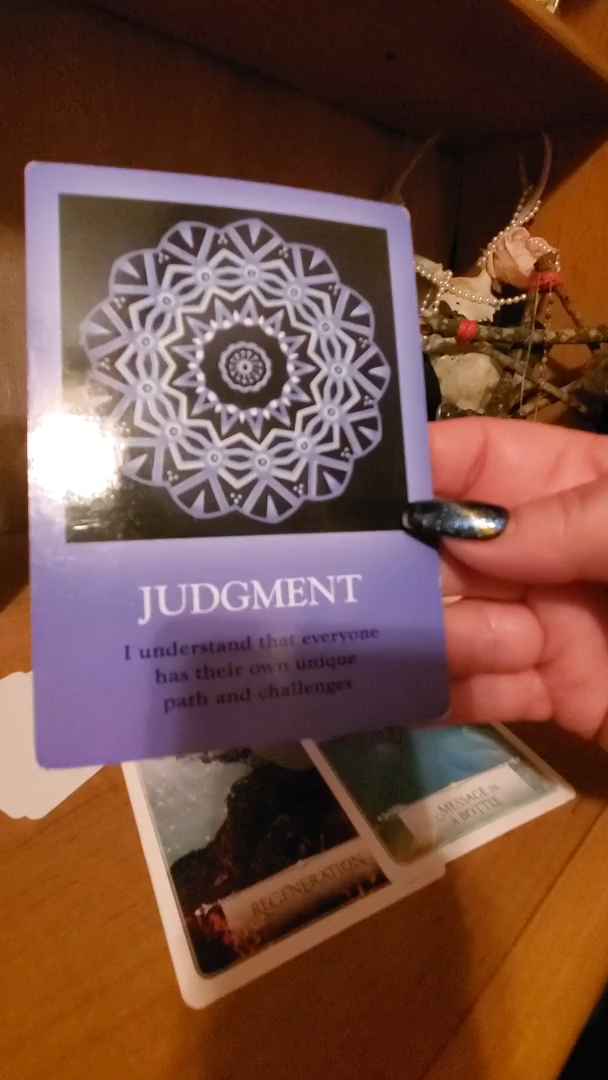 JUDGMENT
I understand that everyone
has their own unique
path and challenges
MESSAGE IN
A BOTTLE
REGENERATION